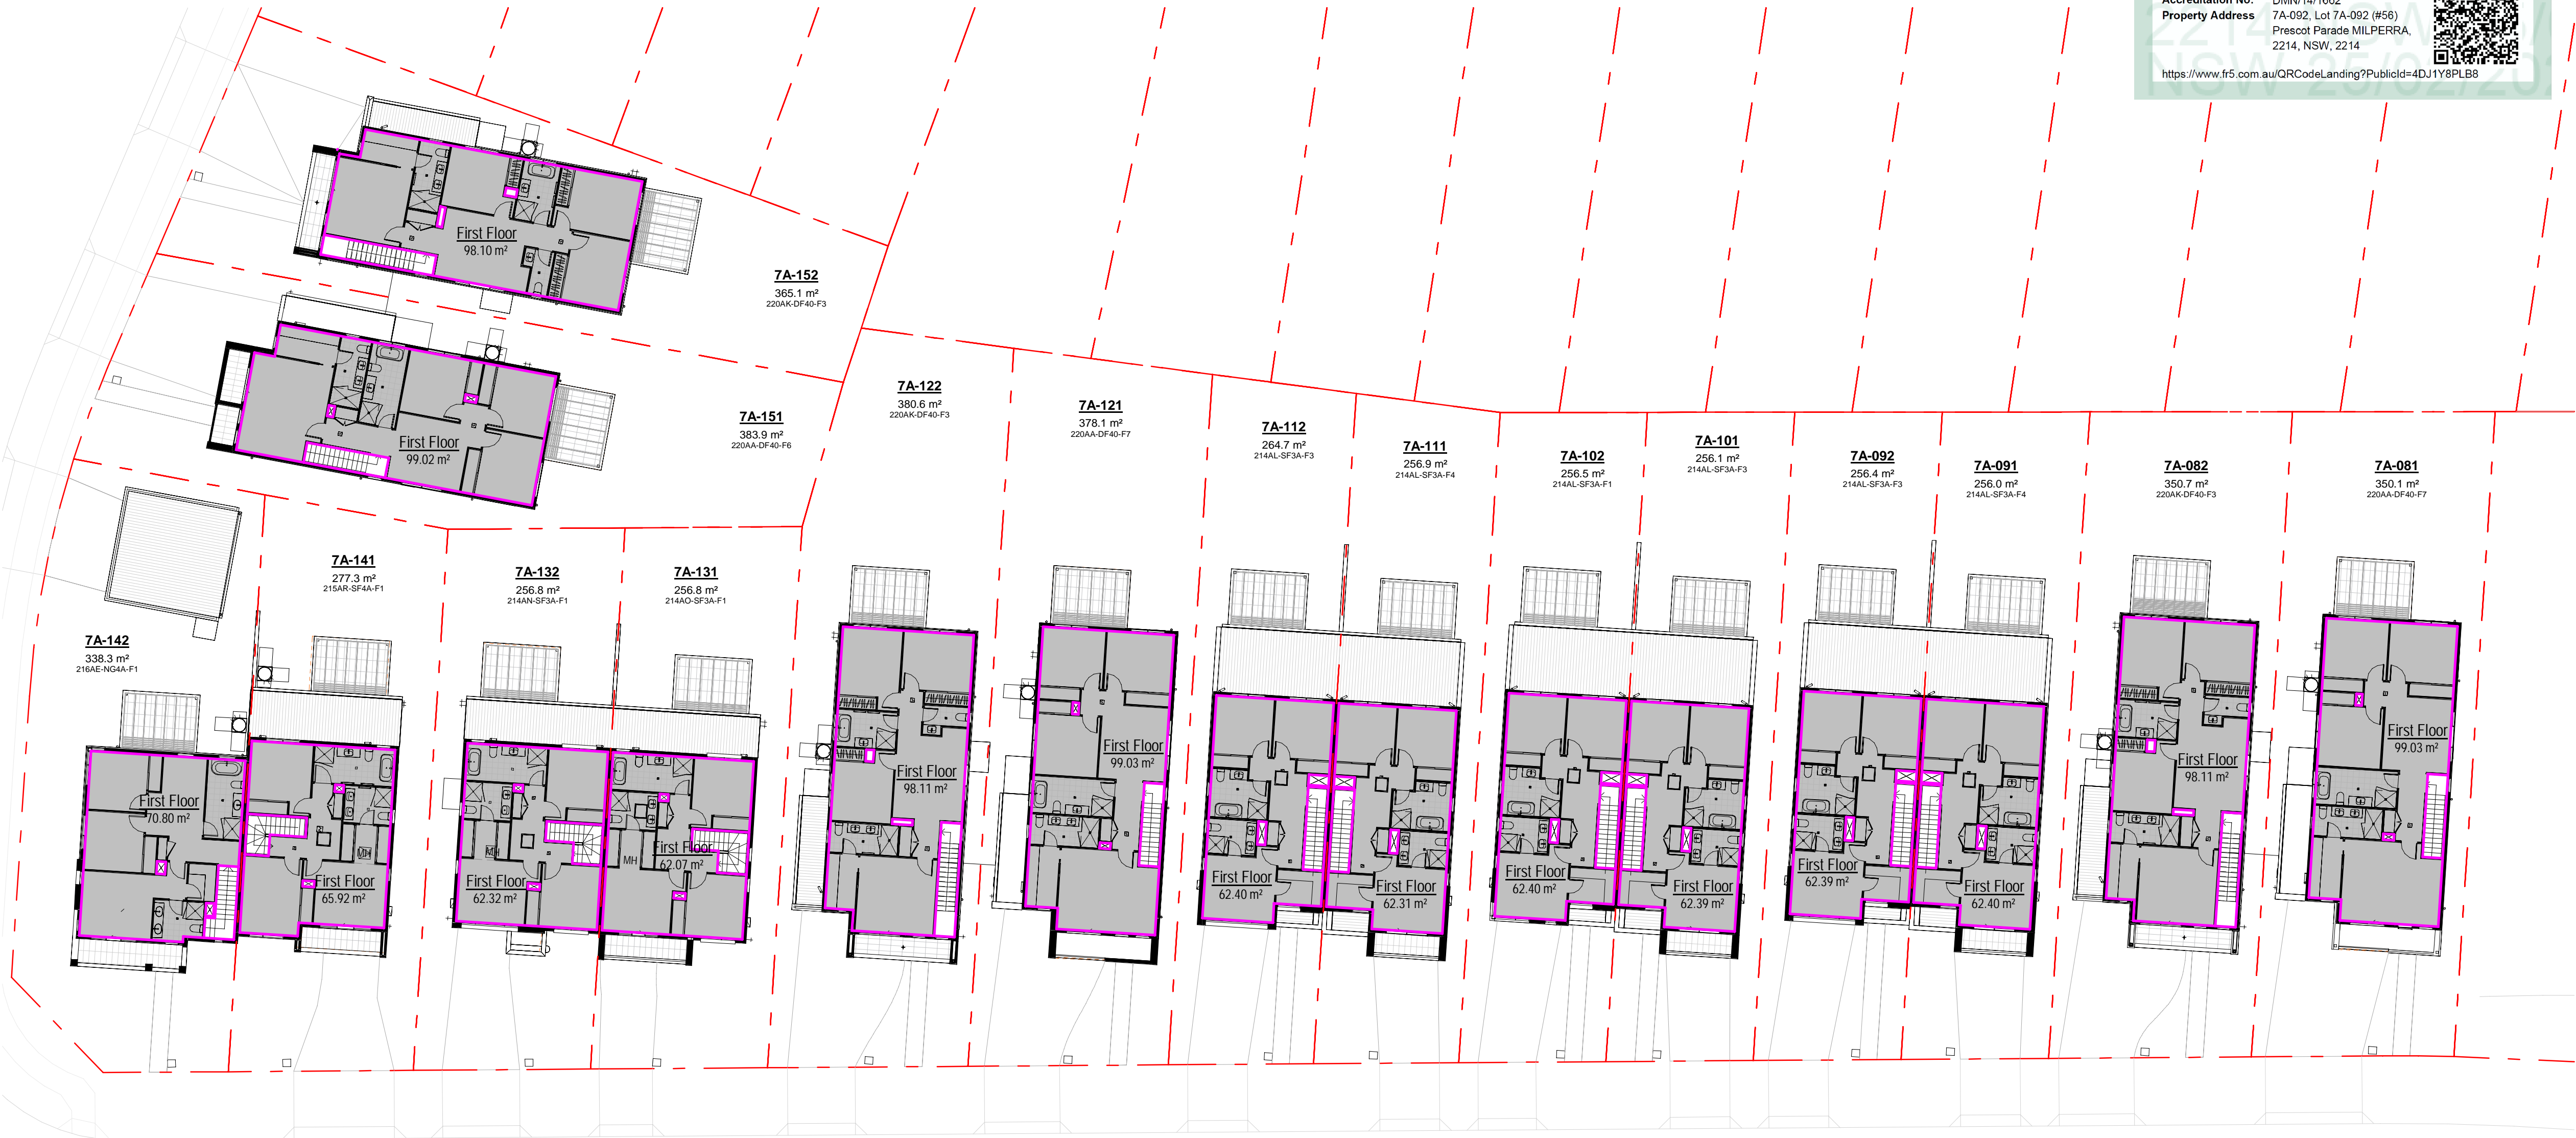 Accreditation No. DMN/14/1662
Property Address 7A-092, Lot 7A-092 (#56)
Prescot Parade MILPERRA,
2214, NSW, 2214
https://www.fr5.com.au/QRCodeLanding?PublicId=4DJ1Y8PLB8
First Floor
98.10 m²
7A-152
365.1 m²
220AK-DF40-F3
First Floor
99.02 m²
7A-151
383.9 m²
220AA-DF40-F6
7A-122
380.6 m²
220AK-DF40-F3
7A-121
378.1 m²
220AA-DF40-F7
7A-112
264.7 m²
214AL-SF3A-F3
7A-111
256.9 m²
214AL-SF3A-F4
7A-102
256.5 m²
214AL-SF3A-F1
7A-101
256.1 m²
214AL-SF3A-F3
7A-092
256.4 m²
214AL-SF3A-F3
7A-091
256.0 m²
214AL-SF3A-F4
7A-082
350.7 m²
220AK-DF40-F3
7A-081
350.1 m²
220AA-DF40-F7
7A-142
338.3 m²
216AE-NG4A-F1
7A-141
277.3 m²
215AR-SF4A-F1
7A-132
256.8 m²
214AN-SF3A-F1
7A-131
256.8 m²
214AO-SF3A-F1
First Floor
70.80 m²
MH
First Floor
65.92 m²
MH
First Floor
62.32 m²
MH
First Floor
62.07 m²
First Floor
98.11 m²
First Floor
99.03 m²
First Floor
62.40 m²
First Floor
62.31 m²
First Floor
62.40 m²
First Floor
62.39 m²
First Floor
62.39 m²
First Floor
62.40 m²
First Floor
98.11 m²
First Floor
99.03 m²